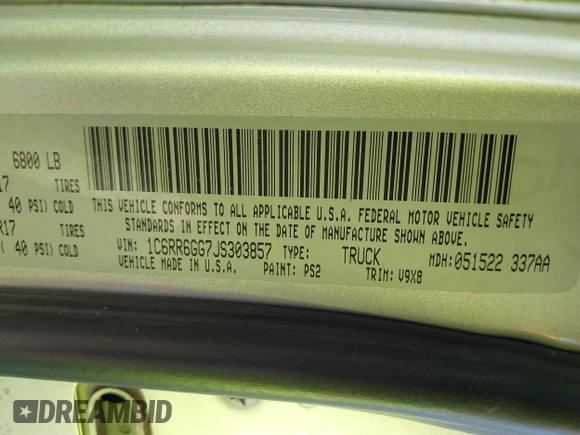 6800 LB
17 TIRES
40 PSI) COLD
R17 TIRES
( 40 PSI) COLD
THIS VEHICLE CONFORMS TO ALL APPLICABLE U.S.A. FEDERAL MOTOR VEHICLE SAFETY
STANDARDS IN EFFECT ON THE DATE OF MANUFACTURE SHOWN ABOVE.
VIN: 1C6RR6GG7JS303857 TYPE: TRUCK MDH: 051522 337AA
VEHICLE MADE IN U.S.A. PAINT: PS2 TRIM: V9X8
DREAMBID